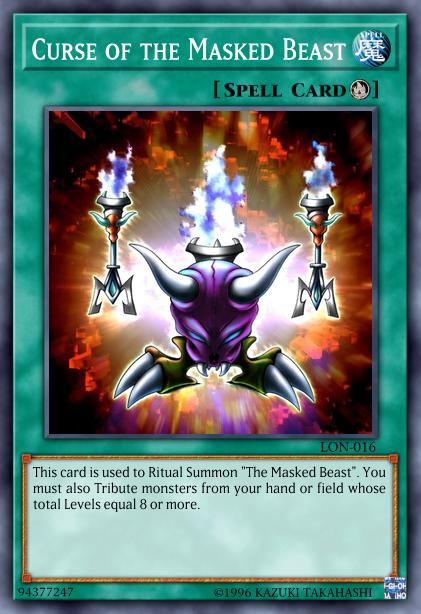 CURSE OF THE MASKED BEAST
SPELL
魔
[SPELL CARD]
LON-016
This card is used to Ritual Summon "The Masked Beast". You
must also Tribute monsters from your hand or field whose
total Levels equal 8 or more.
94377247
©1996 KAZUKI TAKAHASHI